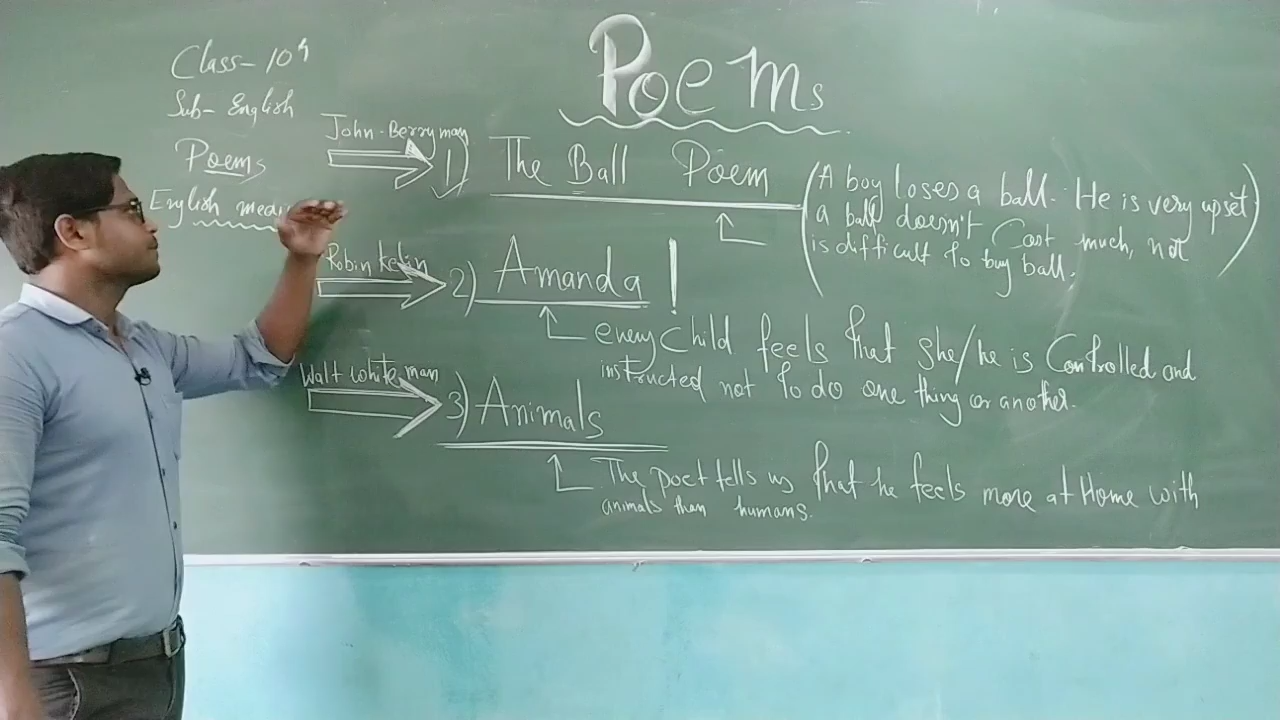 Class-10th
Sub-English
Poems
English medi
Poems
John-Berryman
1) The Ball Poem
(A boy loses a ball. He is very upset)
a ball doesn't Cost much, not
is difficult to buy ball.
Robin
2) Amanda!
every child feels that she/he is Controlled and
instructed not to do one thing or another.
Walt white man
3) Animals
The poet tells us that he feels more at Home with
animals than humans.